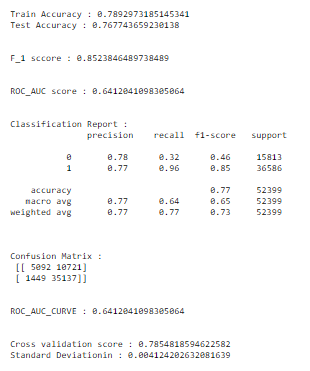 Train Accuracy : 0.7892973185145341
Test Accuracy : 0.767743659230138
F_1 sccore : 0.8523846489738489
ROC_AUC score : 0.6412041098305064
Classification Report :
precision recall f1-score support
0 0.78 0.32 0.46 15813
1 0.77 0.96 0.85 36586
accuracy 0.77 52399
macro avg 0.77 0.64 0.65 52399
weighted avg 0.77 0.77 0.73 52399
Confusion Matrix :
[[ 5092 10721]
[ 1449 35137]]
ROC_AUC_CURVE : 0.6412041098305064
Cross validation score : 0.7854818594622582
Standard Deviationin : 0.004124202632081639